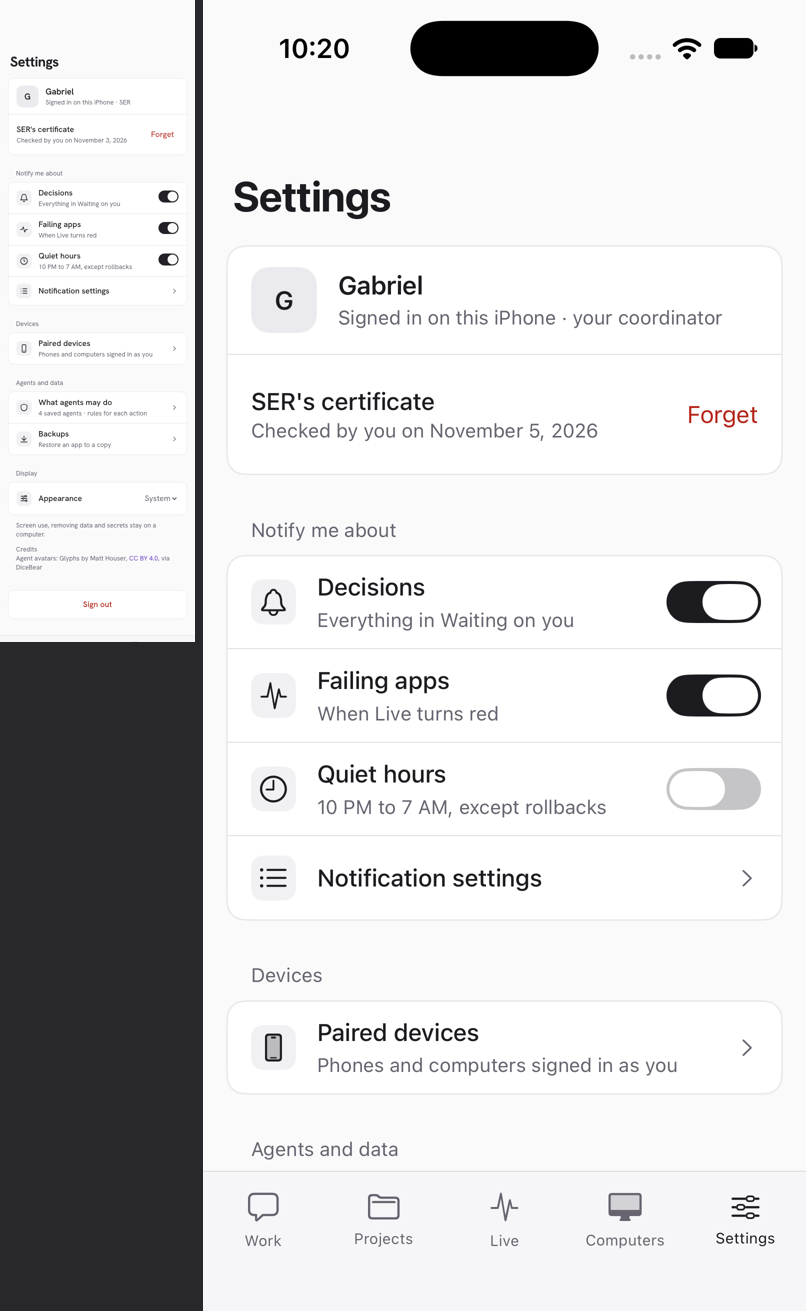 Settings
G
Gabriel
Signed in on this iPhone · SER
SER's certificate
Checked by you on November 3, 2026
Forget
Notify me about
Decisions
Everything in Waiting on you
Failing apps
When Live turns red
Quiet hours
10 PM to 7 AM, except rollbacks
Notification settings
Devices
Paired devices
Phones and computers signed in as you
Agents and data
What agents may do
4 saved agents · rules for each action
Backups
Restore an app to a copy
Display
Appearance
System
Screen use, removing data and secrets stay on a
computer.
Credits
Agent avatars: Glyphs by Matt Houser, CC BY 4.0, via
DiceBear
Sign out
10:20
Settings
G
Gabriel
Signed in on this iPhone · your coordinator
SER's certificate
Checked by you on November 5, 2026
Forget
Notify me about
Decisions
Everything in Waiting on you
Failing apps
When Live turns red
Quiet hours
10 PM to 7 AM, except rollbacks
Notification settings
Devices
Paired devices
Phones and computers signed in as you
Agents and data
Work
Projects
Live
Computers
Settings